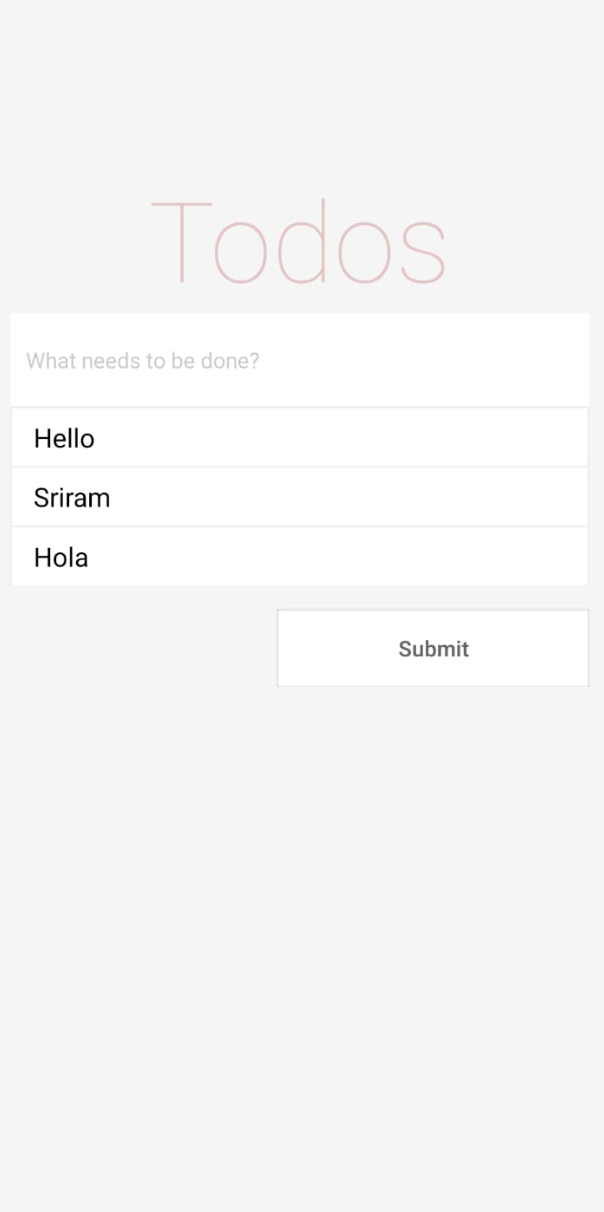 Todos
What needs to be done?
Hello
Sriram
Hola
Submit